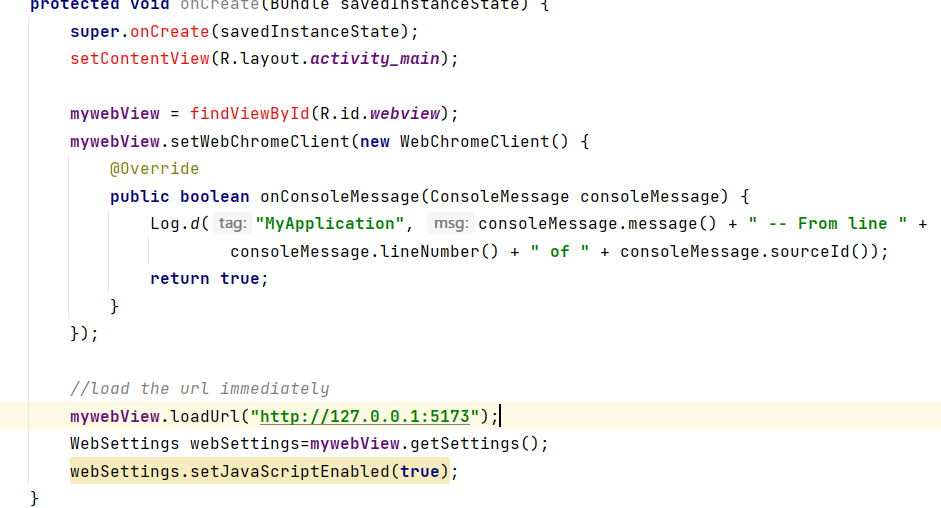 protected void onCreate(Bundle savedInstanceState) {
super.onCreate(savedInstanceState);
setContentView(R.layout.activity_main);
mywebView = findViewById(R.id.webview);
mywebView.setWebChromeClient(new WebChromeClient() {
@Override
public boolean onConsoleMessage(ConsoleMessage consoleMessage) {
Log.d( tag: "MyApplication", msg: consoleMessage.message() + " -- From line " +
consoleMessage.lineNumber() + " of " + consoleMessage.sourceId());
return true;
}
});
//load the url immediately
mywebView.loadUrl("http://127.0.0.1:5173");
WebSettings webSettings=mywebView.getSettings();
webSettings.setJavaScriptEnabled(true);
}